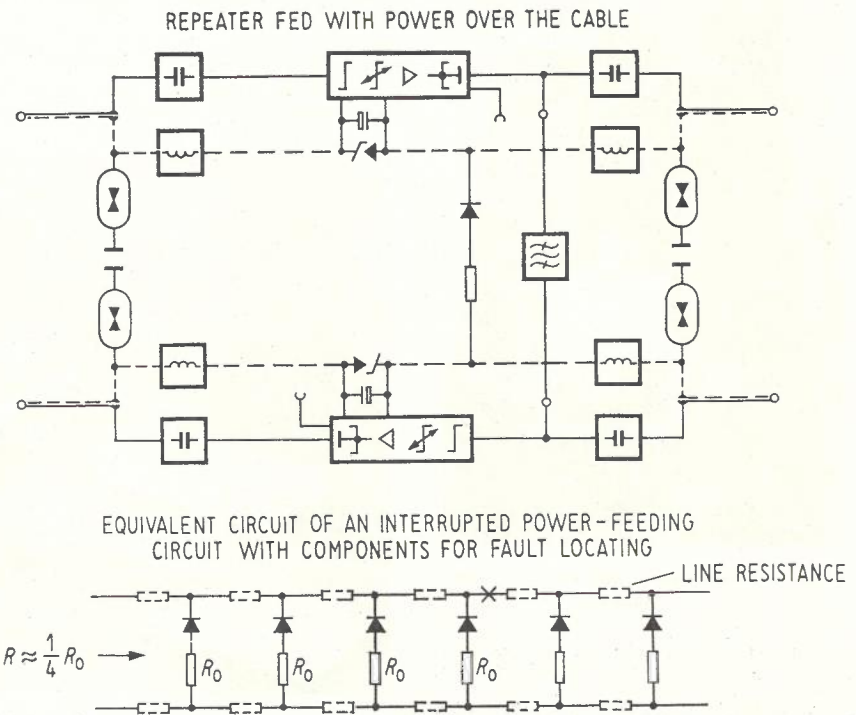 REPEATER FED WITH POWER OVER THE CABLE
EQUIVALENT CIRCUIT OF AN INTERRUPTED POWER-FEEDING
CIRCUIT WITH COMPONENTS FOR FAULT LOCATING
LINE RESISTANCE
R ≈ 1/4 R₀
R₀ R₀ R₀ R₀